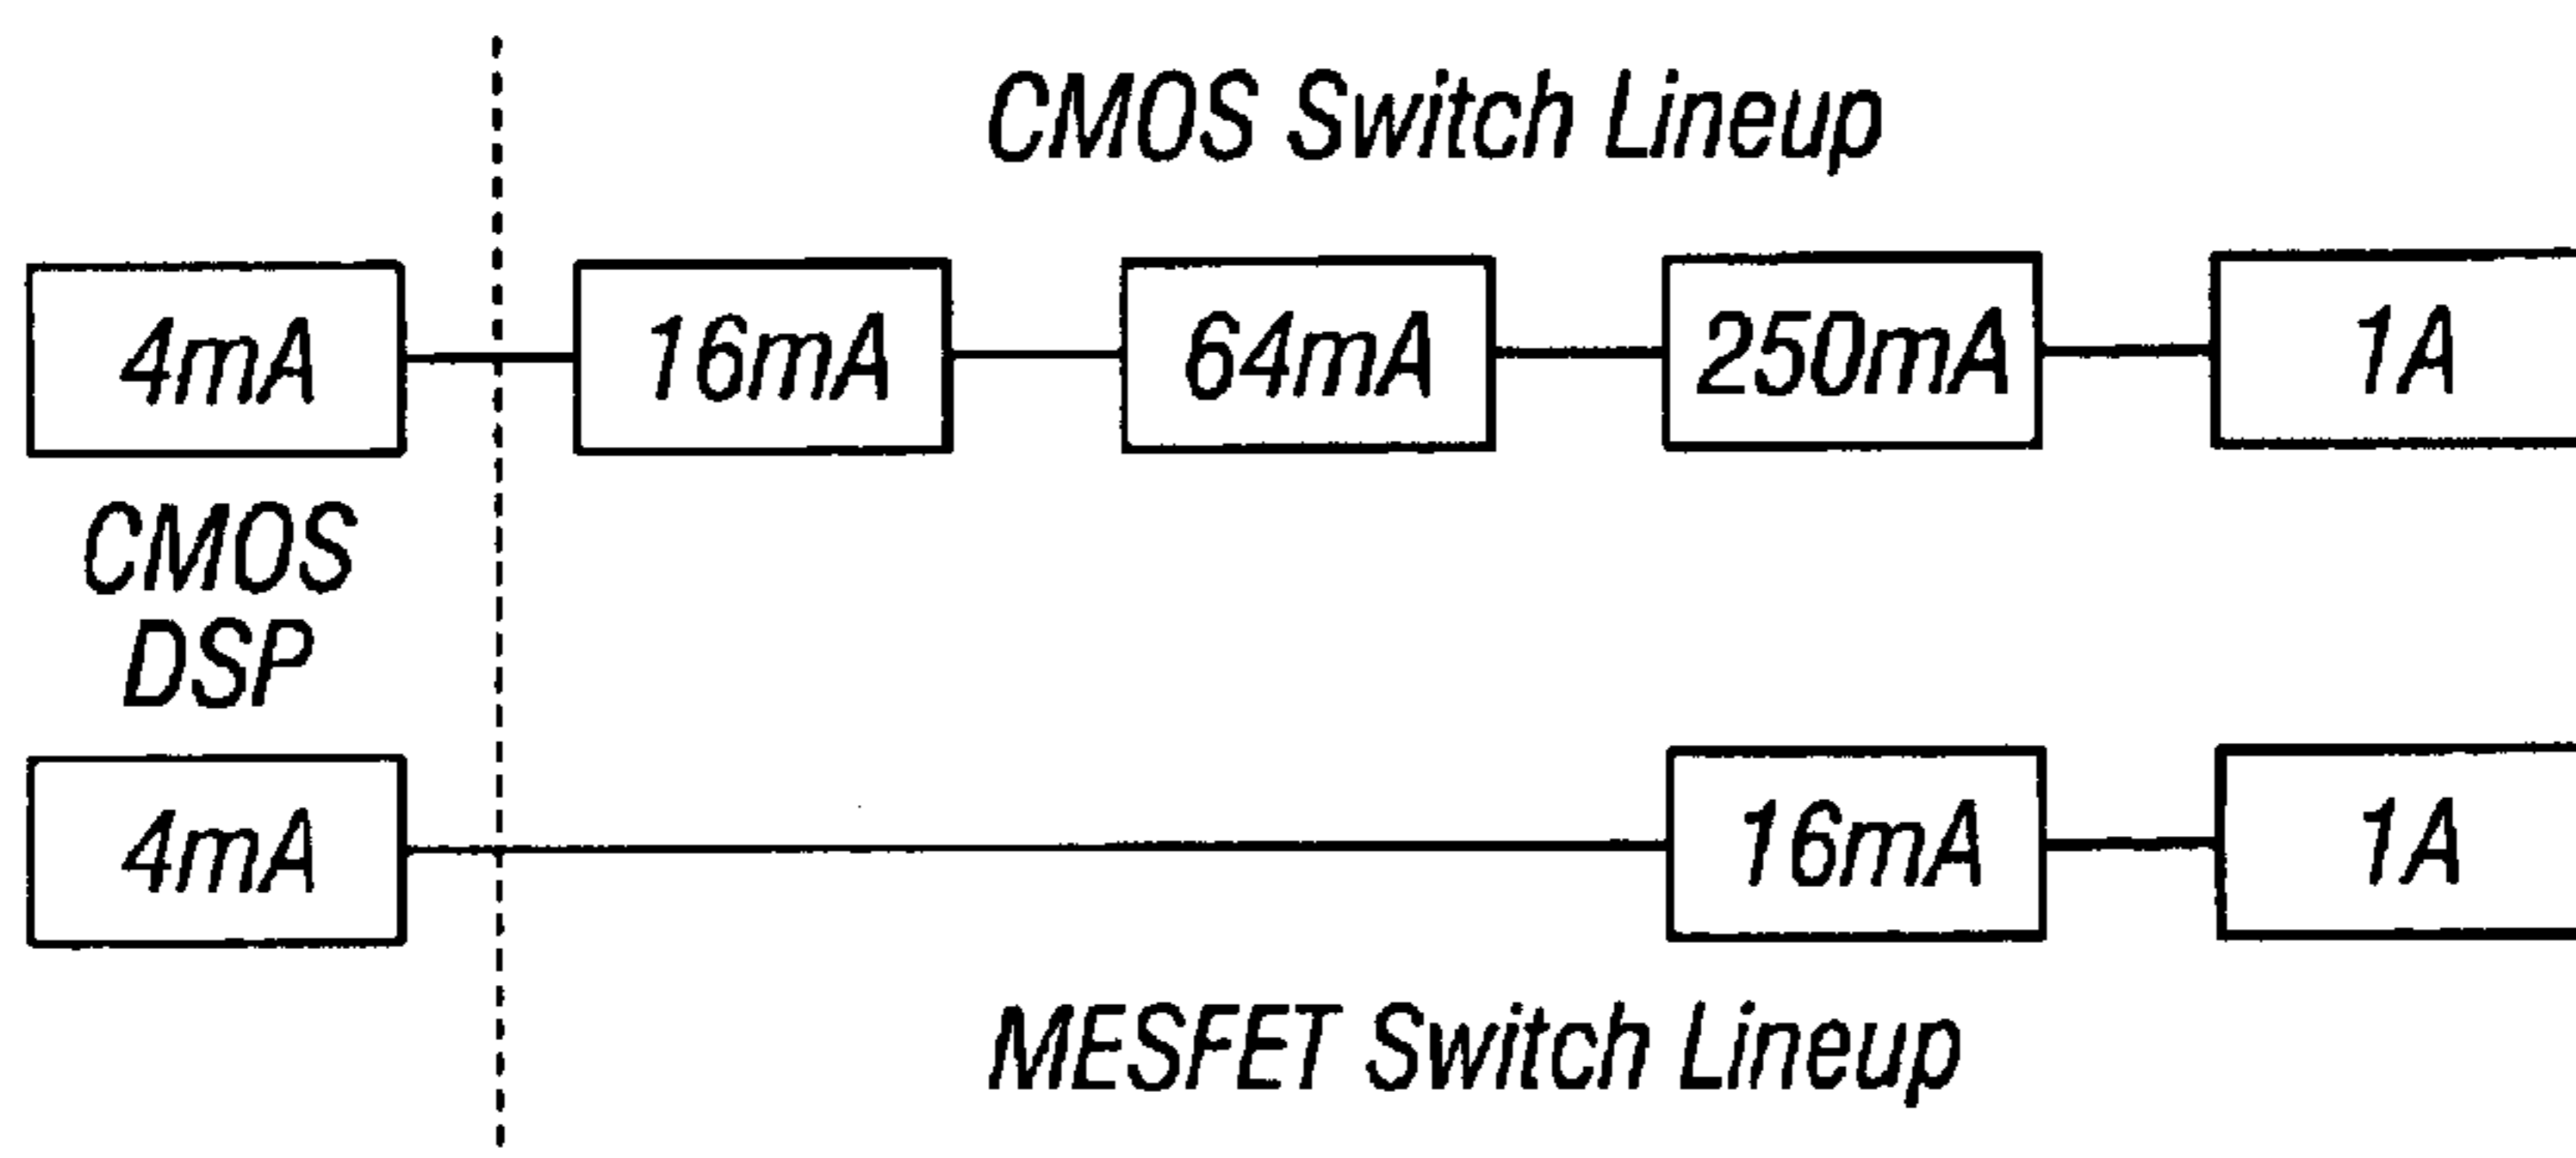 CMOS Switch Lineup
4mA
16mA
64mA
250mA
1A
CMOS
DSP
4mA
16mA
1A
MESFET Switch Lineup